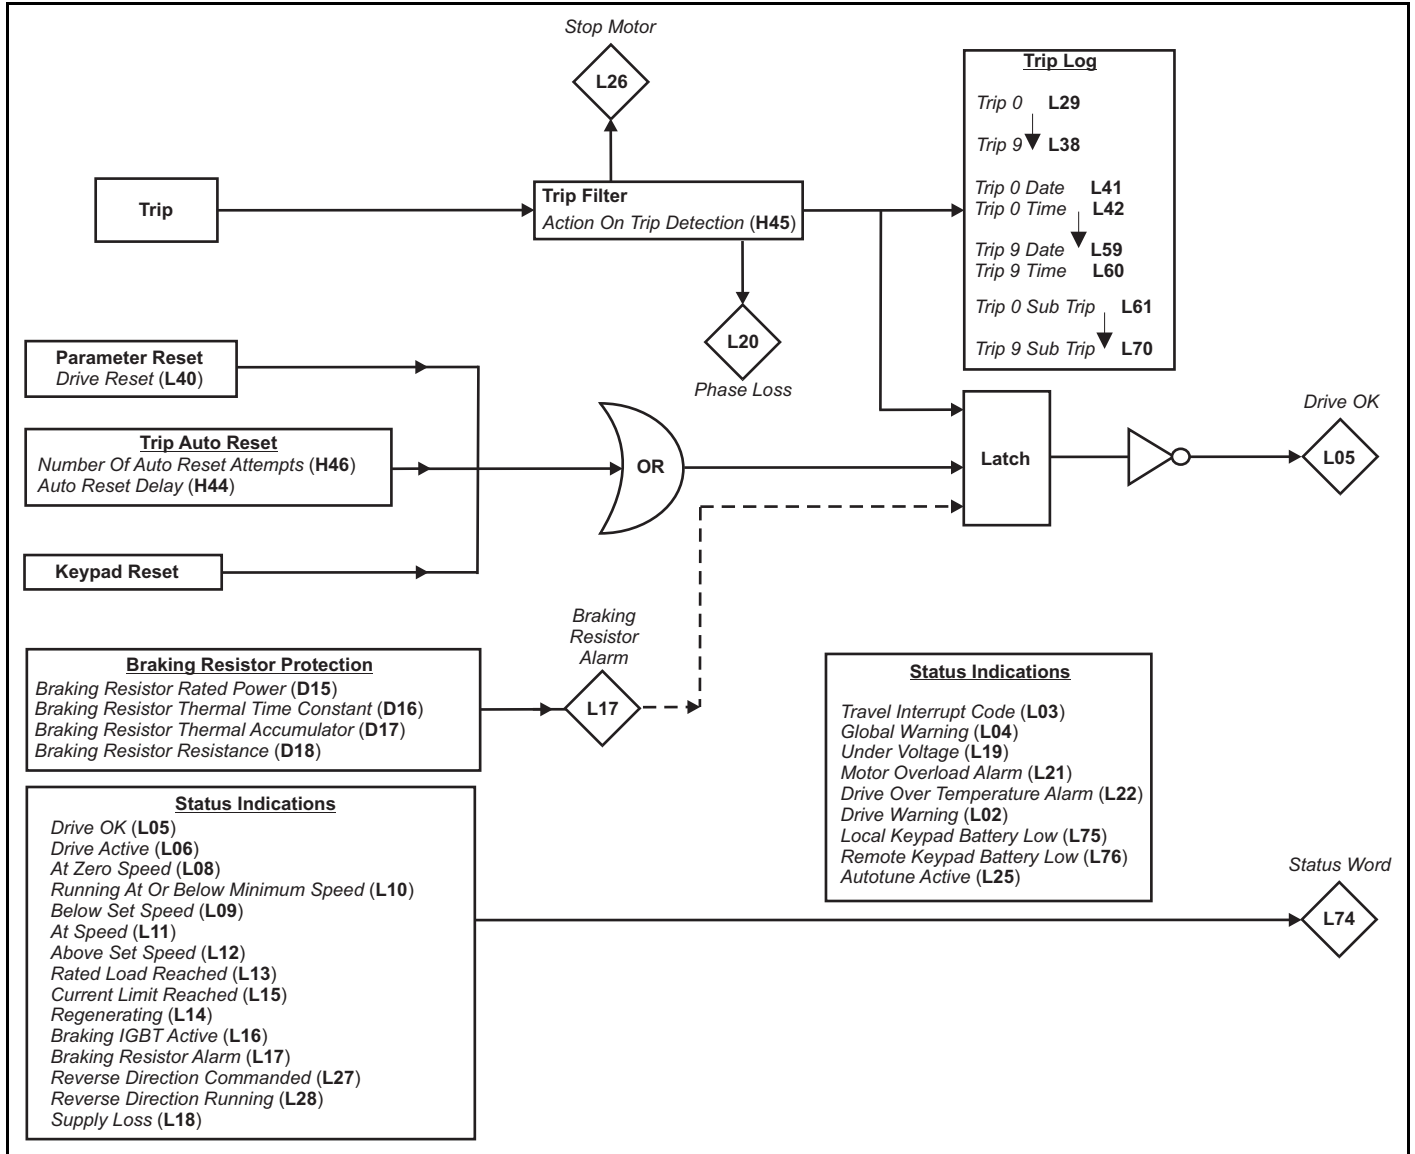 Stop Motor
L26
Trip Log
Trip 0 L29
Trip 9 L38
Trip 0 Date L41
Trip 0 Time L42
Trip 9 Date L59
Trip 9 Time L60
Trip 0 Sub Trip L61
Trip 9 Sub Trip L70
Trip
Trip Filter
Action On Trip Detection (H45)
L20
Phase Loss
Parameter Reset
Drive Reset (L40)
Trip Auto Reset
Number Of Auto Reset Attempts (H46)
Auto Reset Delay (H44)
Keypad Reset
OR
Latch
Drive OK
L05
Braking
Resistor
Alarm
L17
Braking Resistor Protection
Braking Resistor Rated Power (D15)
Braking Resistor Thermal Time Constant (D16)
Braking Resistor Thermal Accumulator (D17)
Braking Resistor Resistance (D18)
Status Indications
Travel Interrupt Code (L03)
Global Warning (L04)
Under Voltage (L19)
Motor Overload Alarm (L21)
Drive Over Temperature Alarm (L22)
Drive Warning (L02)
Local Keypad Battery Low (L75)
Remote Keypad Battery Low (L76)
Autotune Active (L25)
Status Indications
Drive OK (L05)
Drive Active (L06)
At Zero Speed (L08)
Running At Or Below Minimum Speed (L10)
Below Set Speed (L09)
At Speed (L11)
Above Set Speed (L12)
Rated Load Reached (L13)
Current Limit Reached (L15)
Regenerating (L14)
Braking IGBT Active (L16)
Braking Resistor Alarm (L17)
Reverse Direction Commanded (L27)
Reverse Direction Running (L28)
Supply Loss (L18)
Status Word
L74